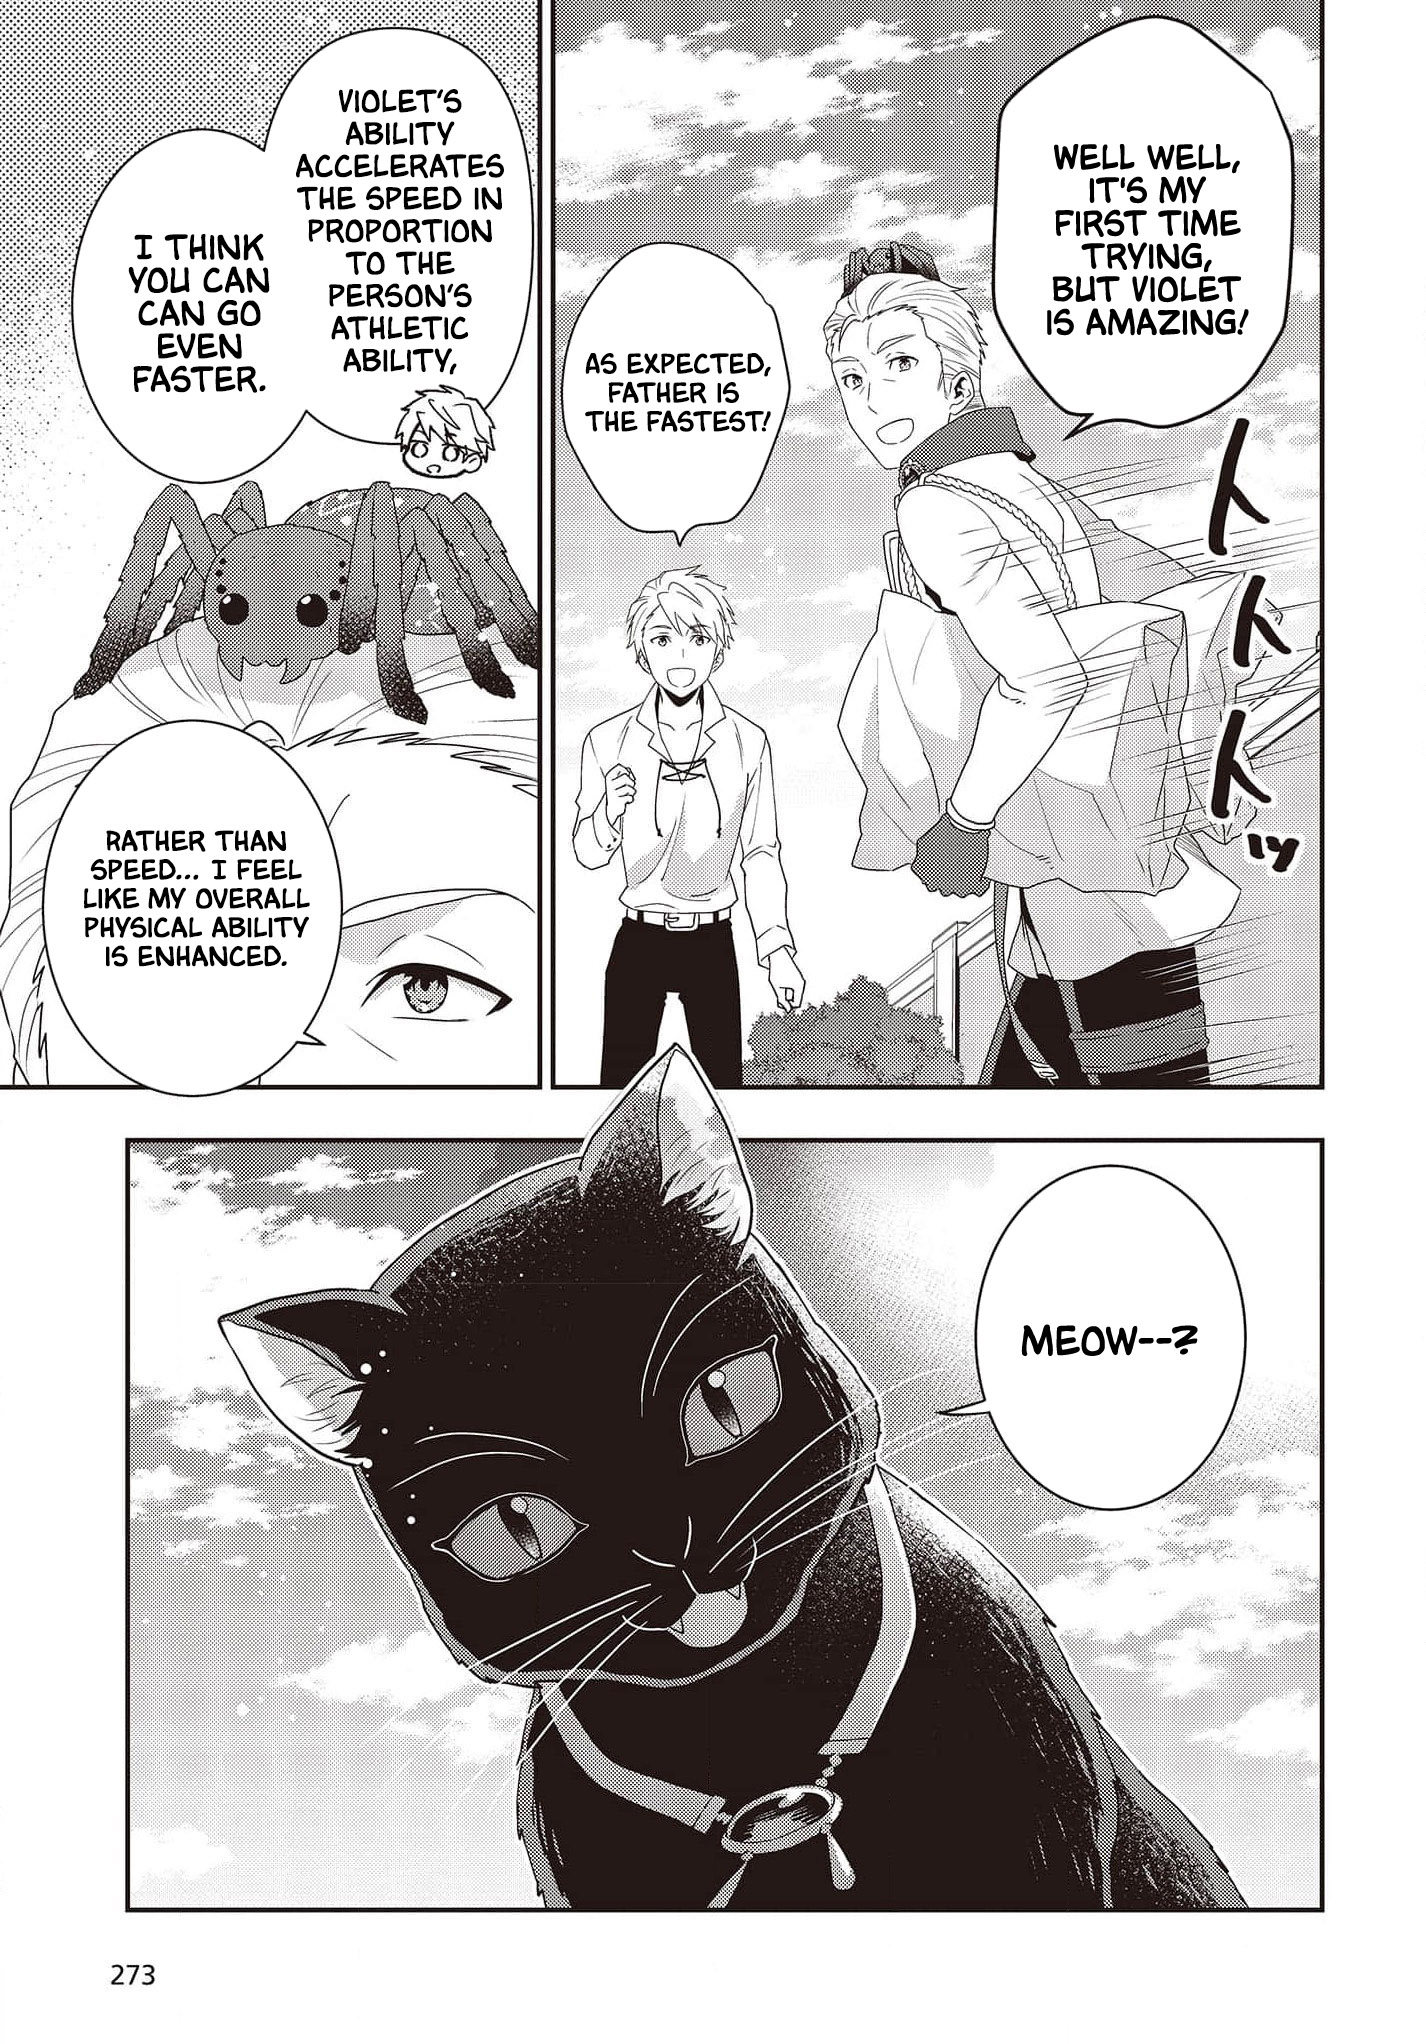 WELL WELL,
IT'S MY
FIRST TIME
TRYING,
BUT VIOLET
IS AMAZING!
AS EXPECTED,
FATHER IS
THE FASTEST!
トトトッ
VIOLET'S
ABILITY
ACCELERATES
THE SPEED IN
PROPORTION
TO THE
PERSON'S
ATHLETIC
ABILITY,
I THINK
YOU CAN
CAN GO
EVEN
FASTER.
RATHER THAN
SPEED... I FEEL
LIKE MY OVERALL
PHYSICAL ABILITY
IS ENHANCED.
MEOW--?
273